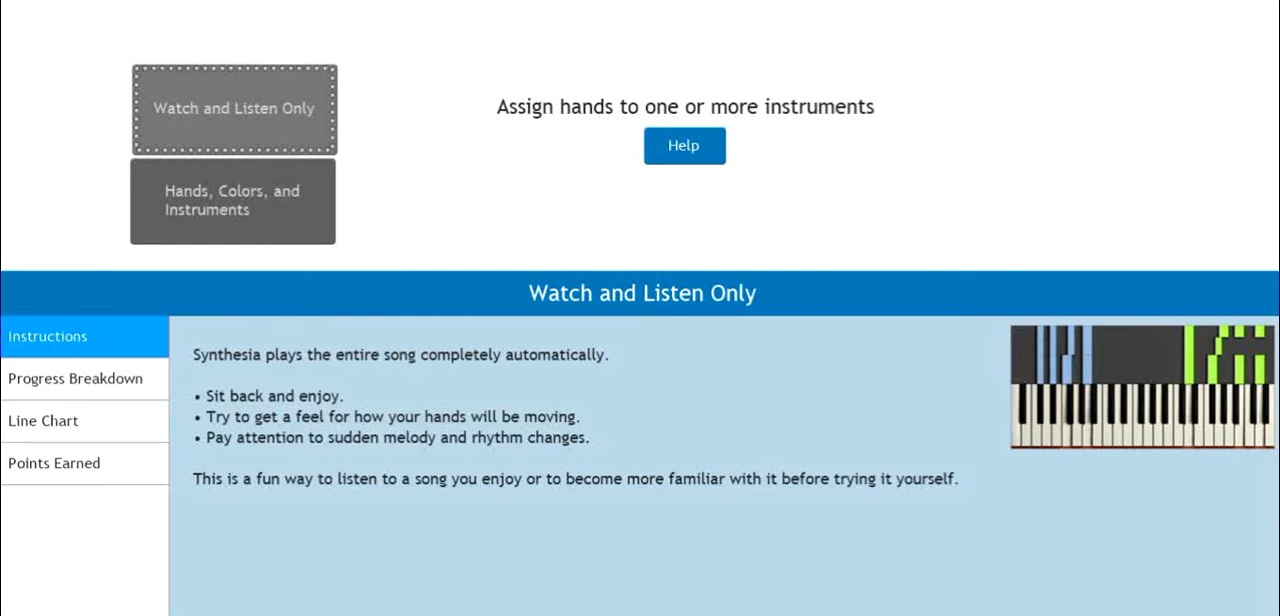 Watch and Listen Only
Assign hands to one or more instruments
Help
Hands, Colors, and
Instruments
Watch and Listen Only
Instructions
Progress Breakdown
Line Chart
Points Earned
Synthesia plays the entire song completely automatically.
• Sit back and enjoy.
• Try to get a feel for how your hands will be moving.
• Pay attention to sudden melody and rhythm changes.
This is a fun way to listen to a song you enjoy or to become more familiar with it before trying it yourself.